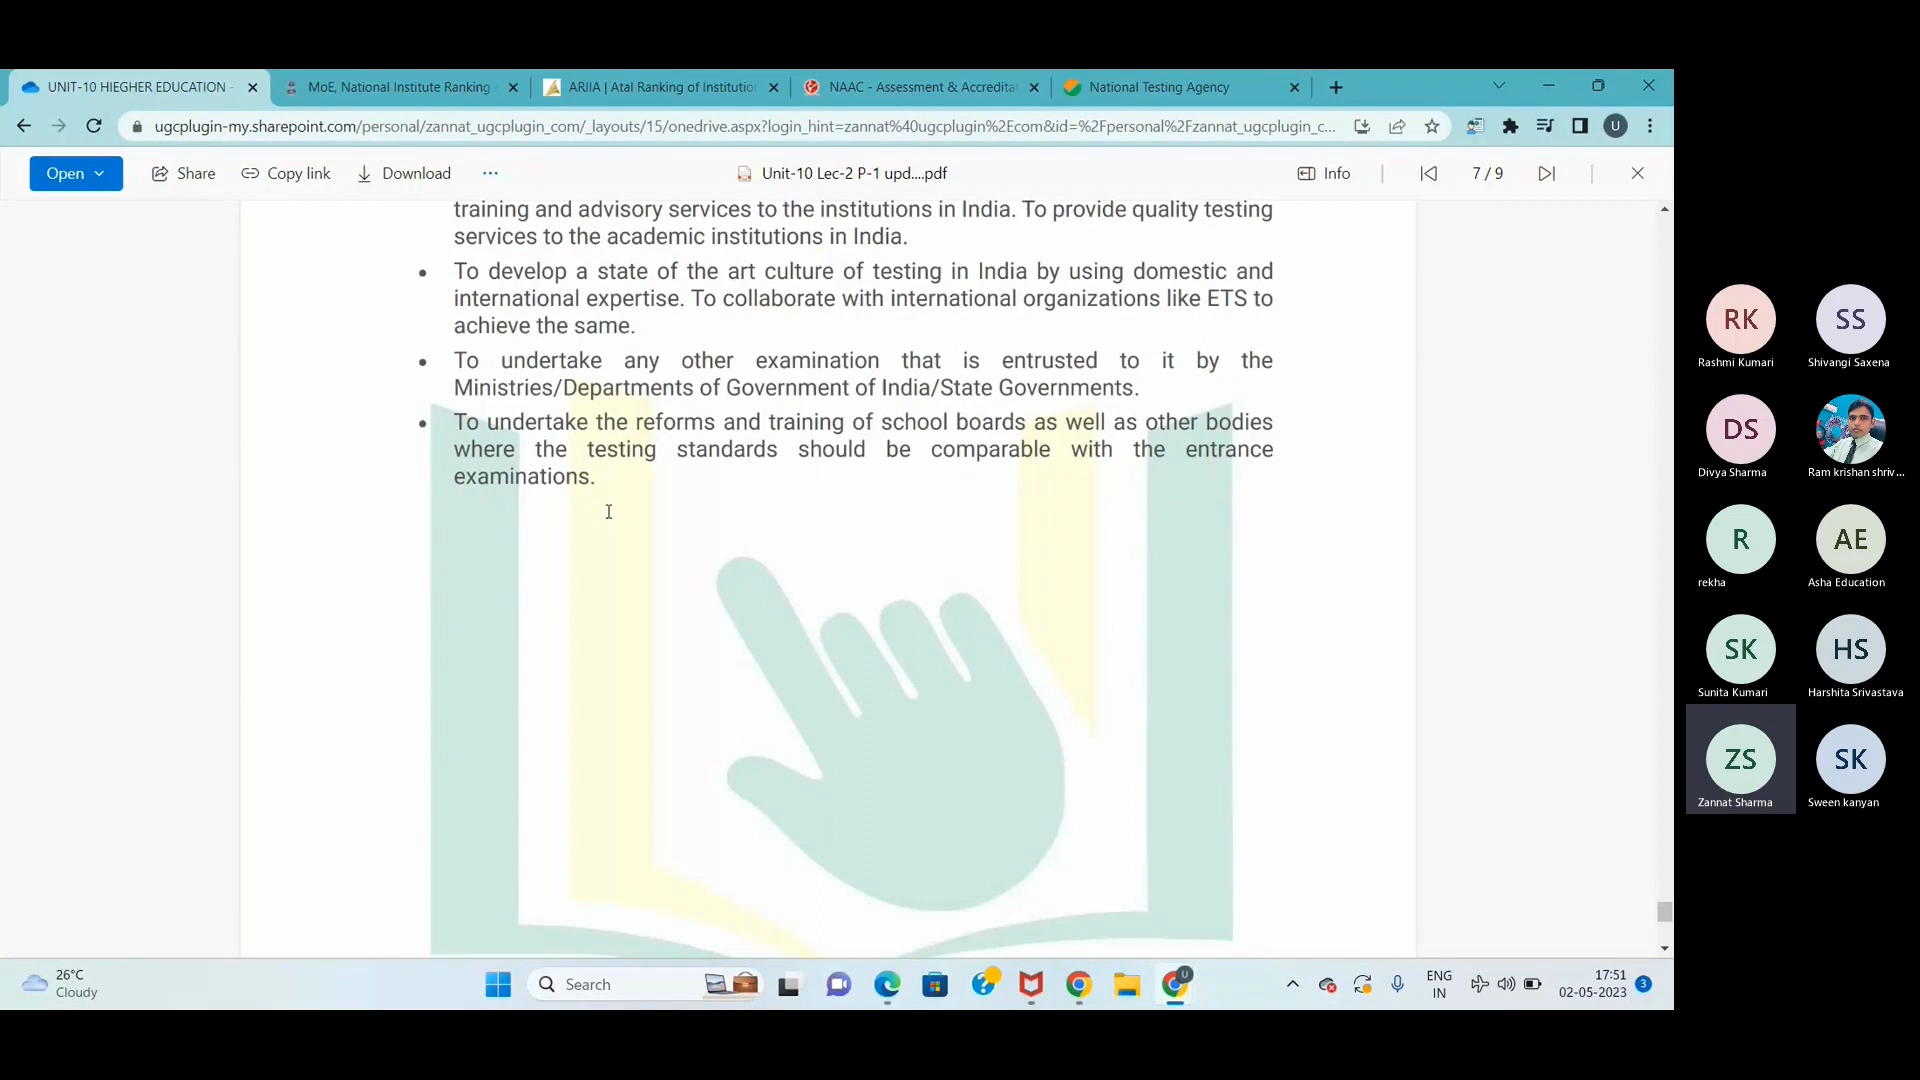 UNIT-10 HIEGHER EDUCATION -
MoE, National Institute Ranking
ARIIA | Atal Ranking of Institution
NAAC - Assessment & Accreditat
National Testing Agency
ugcplugin-my.sharepoint.com/personal/zannat_ugcplugin_com/_layouts/15/onedrive.aspx?login_hint=zannat%40ugcplugin%2Ecom&id=%2Fpersonal%2Fzannat_ugcplugin_c...
U
Open
Share
Copy link
Download
...
Unit-10 Lec-2 P-1 upd....pdf
Info
7 / 9
training and advisory services to the institutions in India. To provide quality testing
services to the academic institutions in India.
• To develop a state of the art culture of testing in India by using domestic and
international expertise. To collaborate with international organizations like ETS to
achieve the same.
• To undertake any other examination that is entrusted to it by the
Ministries/Departments of Government of India/State Governments.
• To undertake the reforms and training of school boards as well as other bodies
where the testing standards should be comparable with the entrance
examinations.
RK
Rashmi Kumari
SS
Shivangi Saxena
DS
Divya Sharma
Ram krishan shriv...
R
rekha
AE
Asha Education
SK
Sunita Kumari
HS
Harshita Srivastava
ZS
Zannat Sharma
SK
Sween kanyan
26°C
Cloudy
Search
U
ENG
IN
17:51
02-05-2023
3